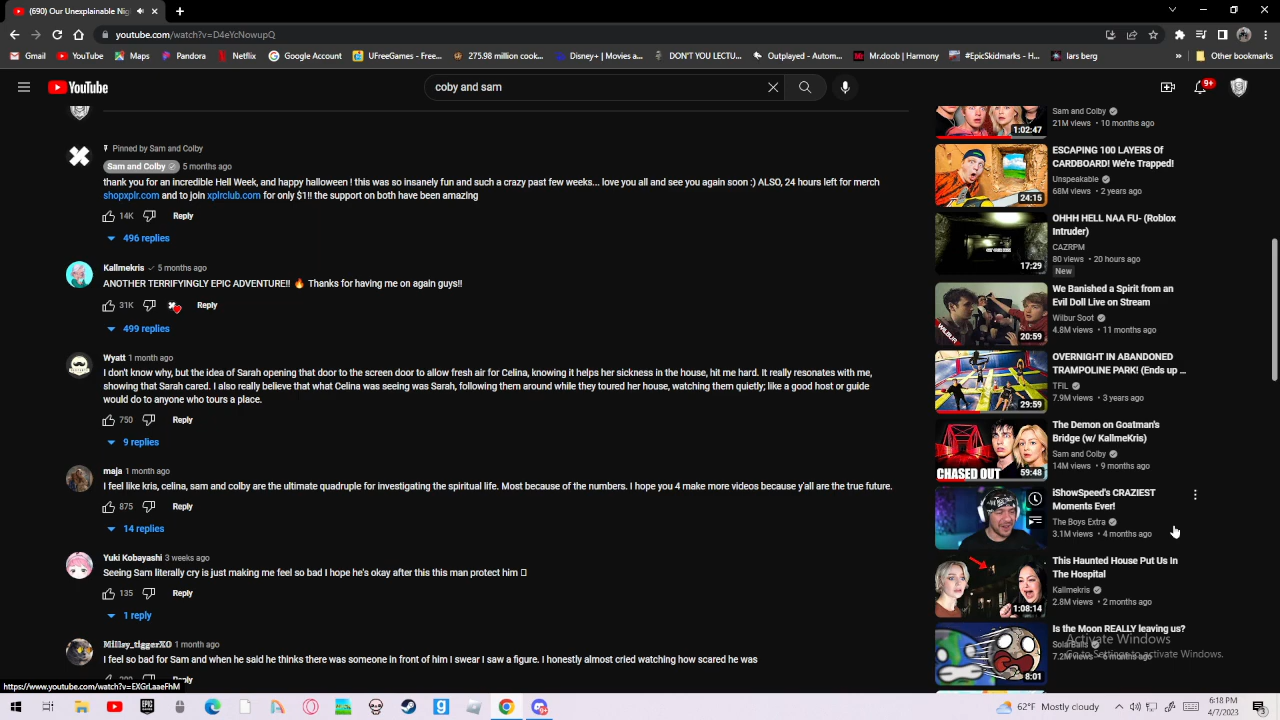 (690) Our Unexplainable Nig
youtube.com/watch?v=D4eYcNowupQ
Gmail
YouTube
Maps
Pandora
Netflix
Google Account
UFreeGames - Free...
275.98 million cook...
Disney+ | Movies a...
DON'T YOU LECTU...
Outplayed - Autom...
Mr.doob | Harmony
#EpicSkidmarks - H...
lars berg
»
Other bookmarks
YouTube
coby and sam
9+
Pinned by Sam and Colby
Sam and Colby 5 months ago
thank you for an incredible Hell Week, and happy halloween ! this was so insanely fun and such a crazy past few weeks... love you all and see you again soon :) ALSO, 24 hours left for merch
shopxplr.com and to join xplrclub.com for only $1!! the support on both have been amazing
14K Reply
496 replies
Kallmekris 5 months ago
ANOTHER TERRIFYINGLY EPIC ADVENTURE!! 🔥 Thanks for having me on again guys!!
31K Reply
499 replies
Wyatt 1 month ago
I don't know why, but the idea of Sarah opening that door to the screen door to allow fresh air for Celina, knowing it helps her sickness in the house, hit me hard. It really resonates with me,
showing that Sarah cared. I also really believe that what Celina was seeing was Sarah, following them around while they toured her house, watching them quietly; like a good host or guide
would do to anyone who tours a place.
750 Reply
9 replies
maja 1 month ago
I feel like kris, celina, sam and colby are the ultimate dream couple for investigating the spiritual life. Most because of the numbers. I hope you 4 make more videos because y'all are the true future.
875 Reply
14 replies
Yuki Kobayashi 3 weeks ago
Seeing Sam literally cry is just making me feel so bad I hope he's okay after this this man protect him
135 Reply
1 reply
1 month ago
I feel so bad for Sam and when he said he thinks there was someone in front of him I swear I saw a figure. I honestly almost cried watching how scared he was
Reply
https://www.youtube.com/watch?v=EXGrLaaeFNM
1:02:47
Sam and Colby
21M views • 10 months ago
24:15
ESCAPING 100 LAYERS OF
CARDBOARD! We're Trapped!
Unspeakable
68M views • 2 years ago
17:29
OHHH HELL NAA FU- (Roblox
Intruder)
CAZRPM
80 views • 20 hours ago
New
WILBUR
20:59
We Banished a Spirit from an
Evil Doll Live on Stream
Wilbur Soot
4.8M views • 11 months ago
29:59
OVERNIGHT IN ABANDONED
TRAMPOLINE PARK! (Ends up ...
TFIL
7.9M views • 3 years ago
CHASED OUT
59:48
The Demon on Goatman's
Bridge (w/ KallmeKris)
Sam and Colby
14M views • 9 months ago
iShowSpeed's CRAZIEST
Moments Ever!
The Boys Extra
3.1M views • 4 months ago
1:08:14
This Haunted House Put Us In
The Hospital
Kallmekris
2.8M views • 2 months ago
8:01
Is the Moon REALLY leaving us?
SolarBalls
7.2M views • 6 months ago
Activate Windows
Go to Settings to activate Windows.
62°F Mostly cloudy
6:18 PM
4/7/2023